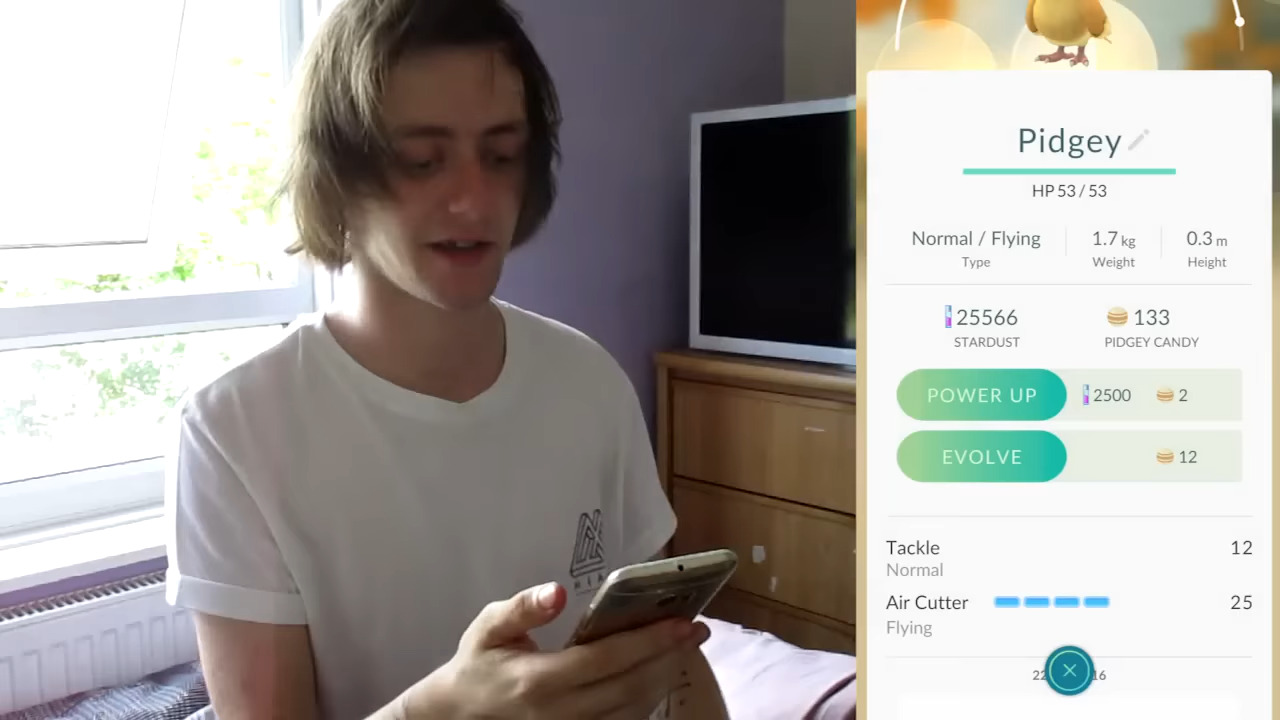 Pidgey
HP 53 / 53
Normal / Flying
1.7 kg
0.3 m
Type
Weight
Height
25566
133
STARDUST
PIDGEY CANDY
POWER UP
2500
2
EVOLVE
12
Tackle
12
Normal
Air Cutter
25
Flying